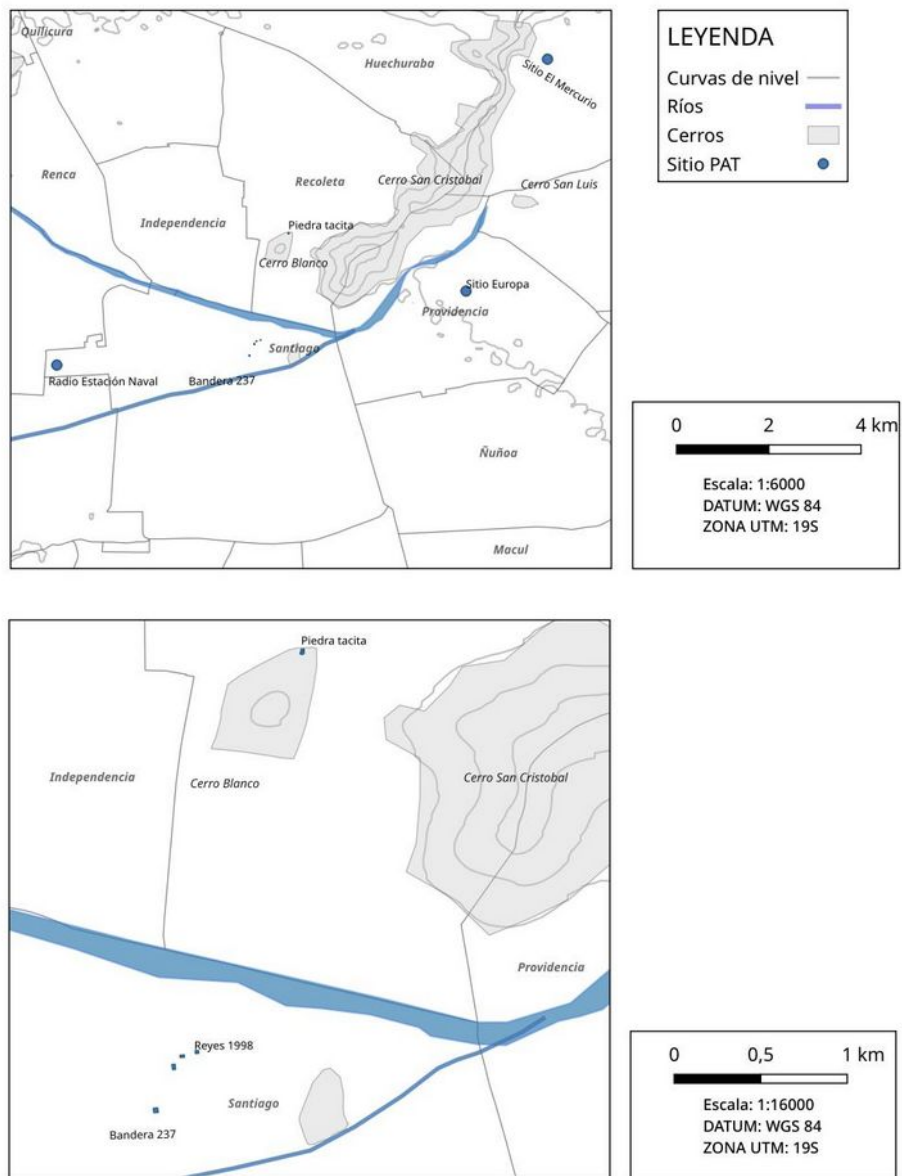 Quilicura
Huechuraba
Sitio El Mercurio
Renca
Recoleta
Cerro San Cristobal
Cerro San Luis
Independencia
Piedra tacita
Cerro Blanco
Sitio Europa
Providencia
Santiago
Radio Estación Naval
Bandera 237
Ñuñoa
Macul
LEYENDA
Curvas de nivel
Ríos
Cerros
Sitio PAT
0 2 4 km
Escala: 1:6000
DATUM: WGS 84
ZONA UTM: 19S
Piedra tacita
Independencia
Cerro Blanco
Cerro San Cristobal
Providencia
Reyes 1998
Santiago
Bandera 237
0 0,5 1 km
Escala: 1:16000
DATUM: WGS 84
ZONA UTM: 19S